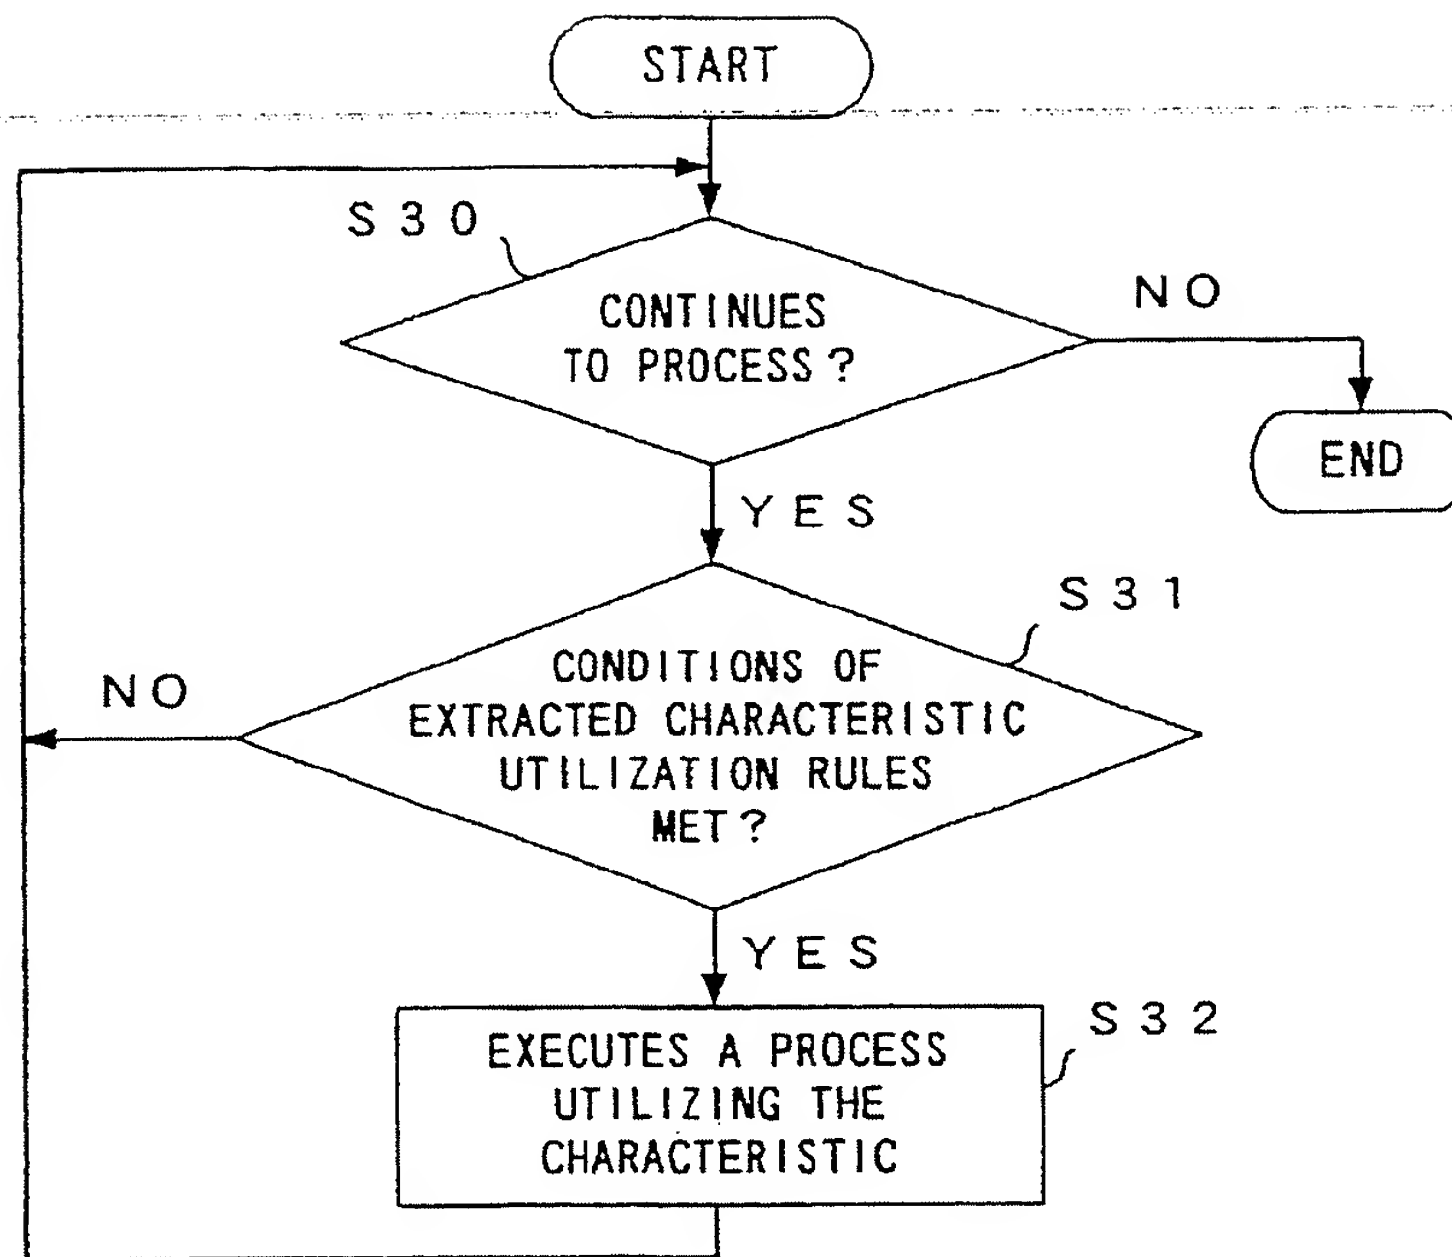 START
S30
CONTINUES
TO PROCESS?
NO
END
YES
S31
CONDITIONS OF
EXTRACTED CHARACTERISTIC
UTILIZATION RULES
MET?
NO
YES
S32
EXECUTES A PROCESS
UTILIZING THE
CHARACTERISTIC